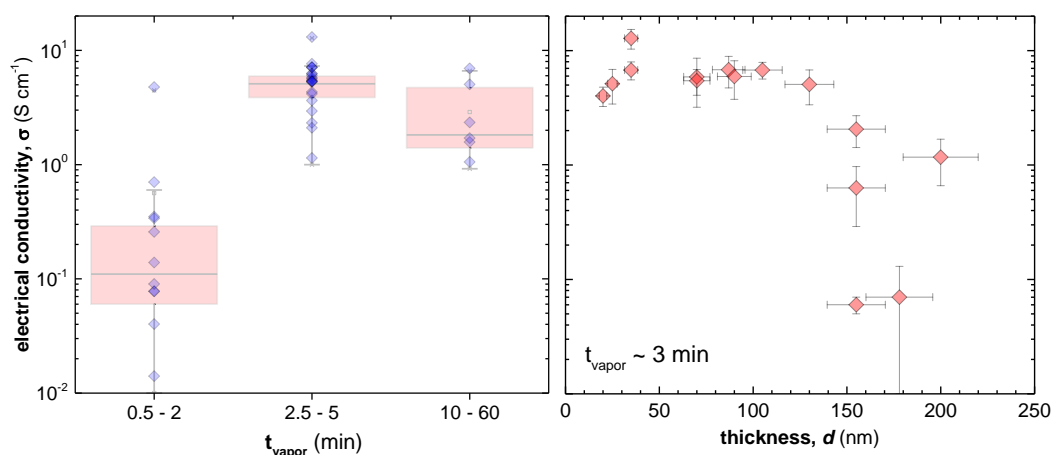 electrical conductivity, σ (S cm⁻¹)
10¹
10⁰
10⁻¹
10⁻²
0.5 - 2
2.5 - 5
10 - 60
t_vapor (min)
t_vapor ~ 3 min
0
50
100
150
200
250
thickness, d (nm)